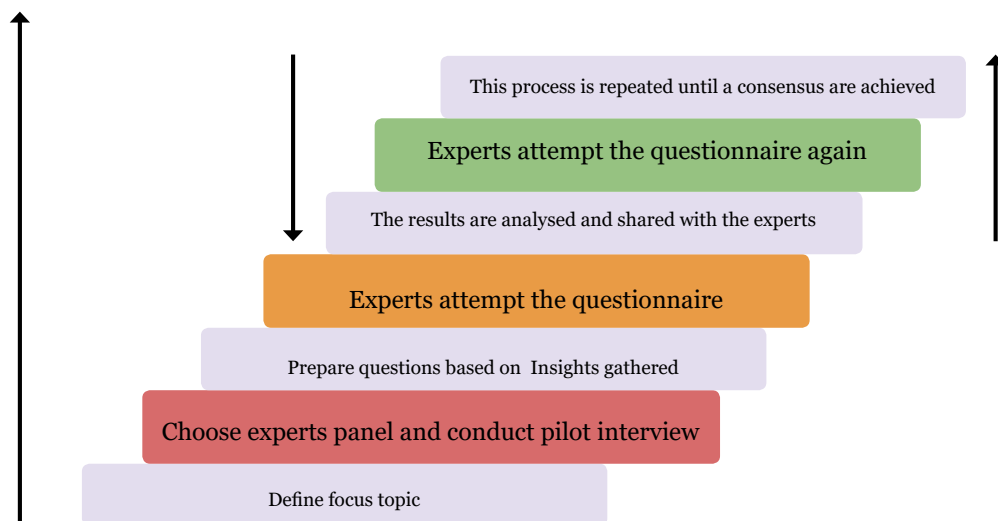 This process is repeated until a consensus are achieved
Experts attempt the questionnaire again
The results are analysed and shared with the experts
Experts attempt the questionnaire
Prepare questions based on  Insights gathered
Choose experts panel and conduct pilot interview
Define focus topic